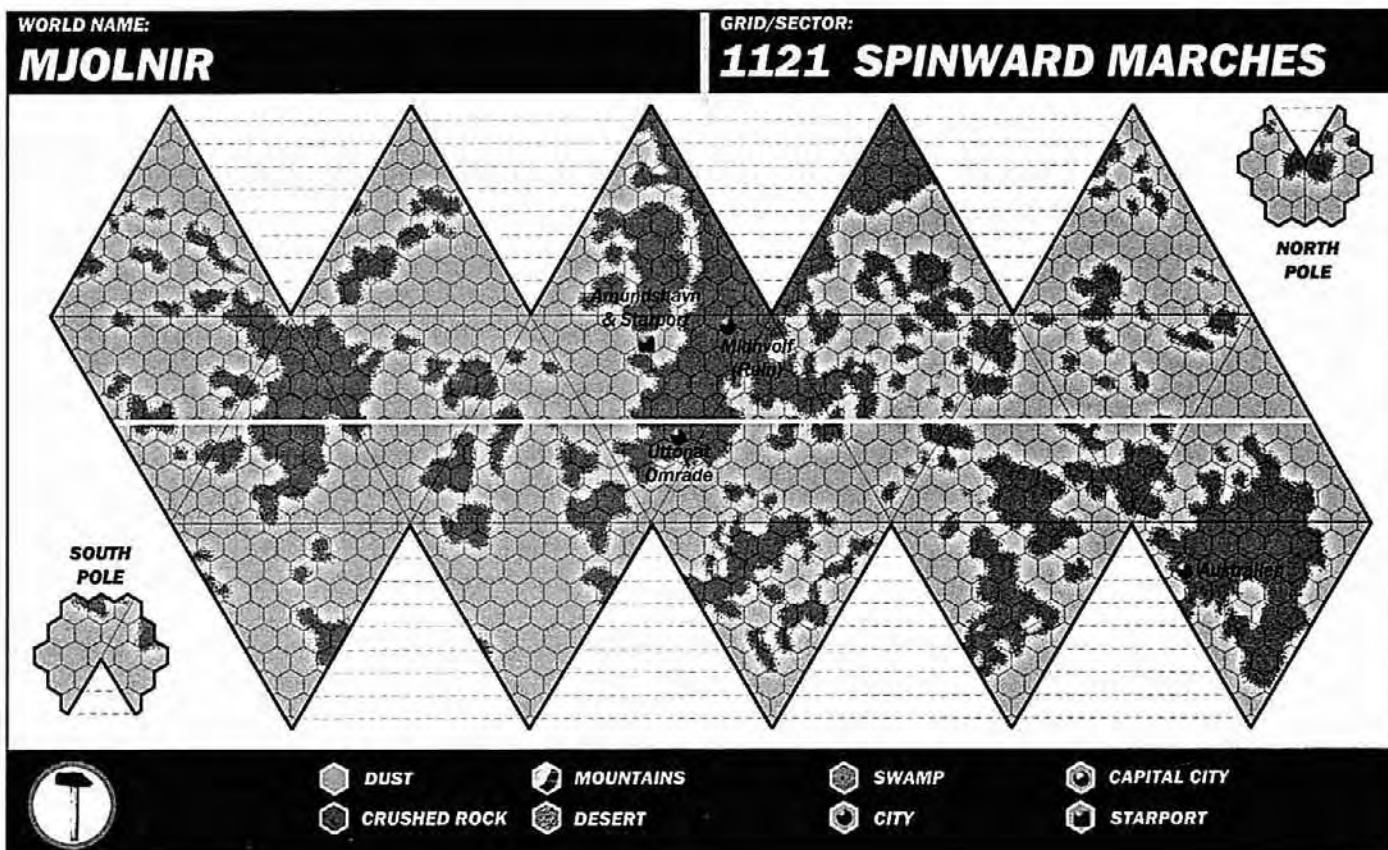 WORLD NAME:
MJOLNIR
GRID/SECTOR:
1121 SPINWARD MARCHES
NORTH
POLE
Amundshavn
& Starport
Midnvolf
(Ruin)
Uttonat
Omrade
SOUTH
POLE
Australien
DUST
MOUNTAINS
SWAMP
CAPITAL CITY
CRUSHED ROCK
DESERT
CITY
STARPORT